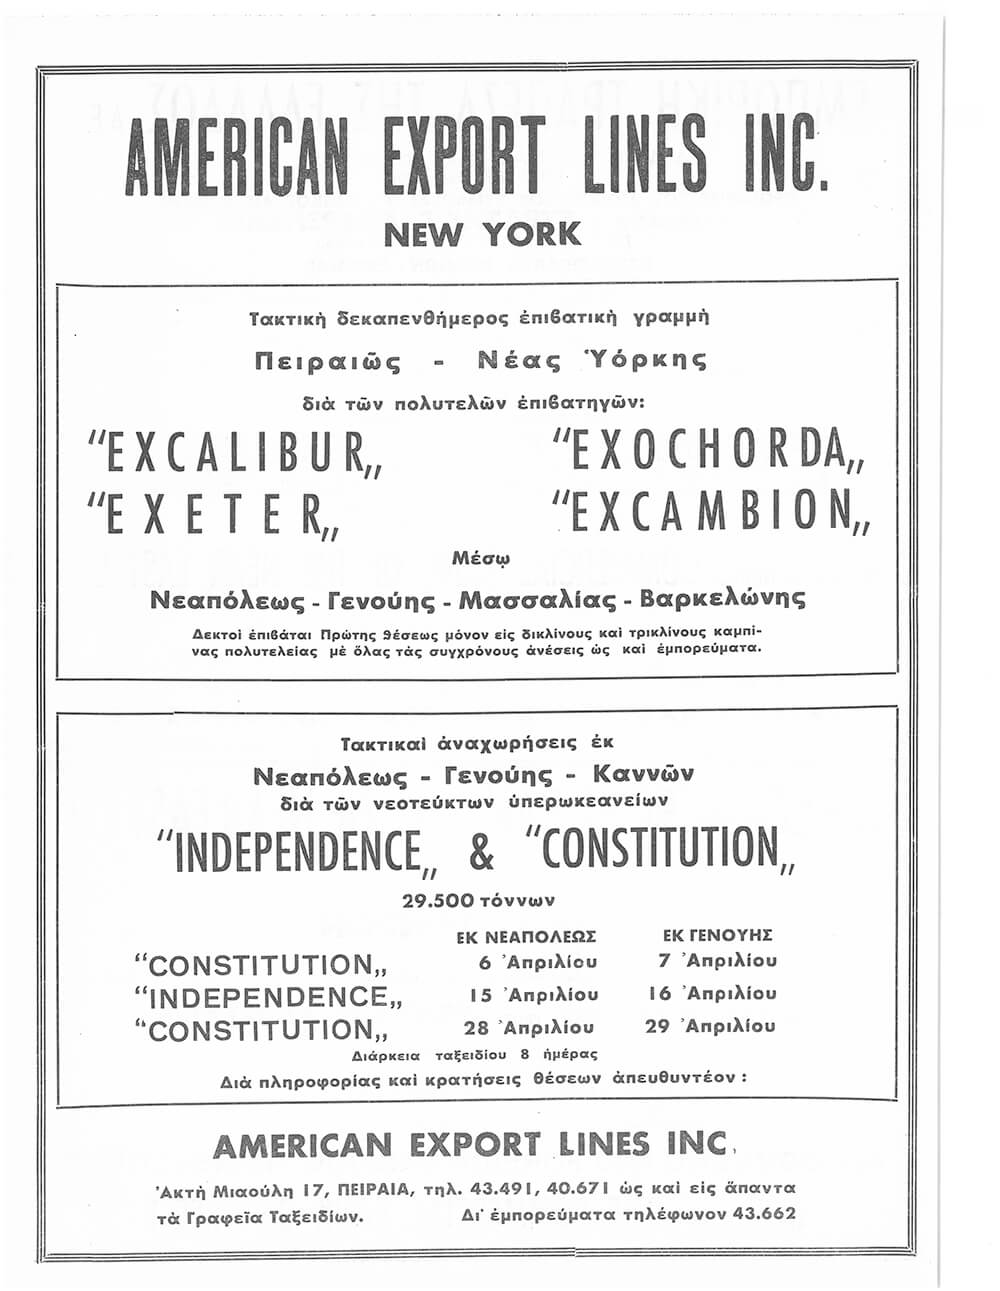 AMERICAN EXPORT LINES INC.
NEW YORK
Τακτικὴ δεκαπενθήμερος ἐπιβατικὴ γραμμὴ
Πειραιῶς - Νέας Ὑόρκης
διὰ τῶν πολυτελῶν ἐπιβατηγῶν:
“EXCALIBUR„ “EXOCHORDA„
“EXETER„ “EXCAMBION„
Μέσῳ
Νεαπόλεως - Γενούης - Μασσαλίας - Βαρκελώνης
Δεκτοὶ ἐπιβάται Πρώτης θέσεως μόνον εἰς δικλίνους καὶ τρικλίνους καμπί-
νας πολυτελείας μὲ ὅλας τὰς συγχρόνους ἀνέσεις ὡς καὶ ἐμπορεύματα.
Τακτικαὶ ἀναχωρήσεις ἐκ
Νεαπόλεως - Γενούης - Καννῶν
διὰ τῶν νεοτεύκτων ὑπερωκεανείων
“INDEPENDENCE„ & “CONSTITUTION„
29.500 τόννων
ΕΚ ΝΕΑΠΟΛΕΩΣ ΕΚ ΓΕΝΟΥΗΣ
“CONSTITUTION„ 6 Ἀπριλίου 7 Ἀπριλίου
“INDEPENDENCE„ 15 Ἀπριλίου 16 Ἀπριλίου
“CONSTITUTION„ 28 Ἀπριλίου 29 Ἀπριλίου
Διάρκεια ταξειδίου 8 ἡμέρας
Διὰ πληροφορίας καὶ κρατήσεις θέσεων ἀπευθυντέον :
AMERICAN EXPORT LINES INC.
Ἀκτὴ Μιαούλη 17, ΠΕΙΡΑΙΑ, τηλ. 43.491, 40.671 ὡς καὶ εἰς ἅπαντα
τὰ Γραφεῖα Ταξειδίων. Δι' ἐμπορεύματα τηλέφωνον 43.662